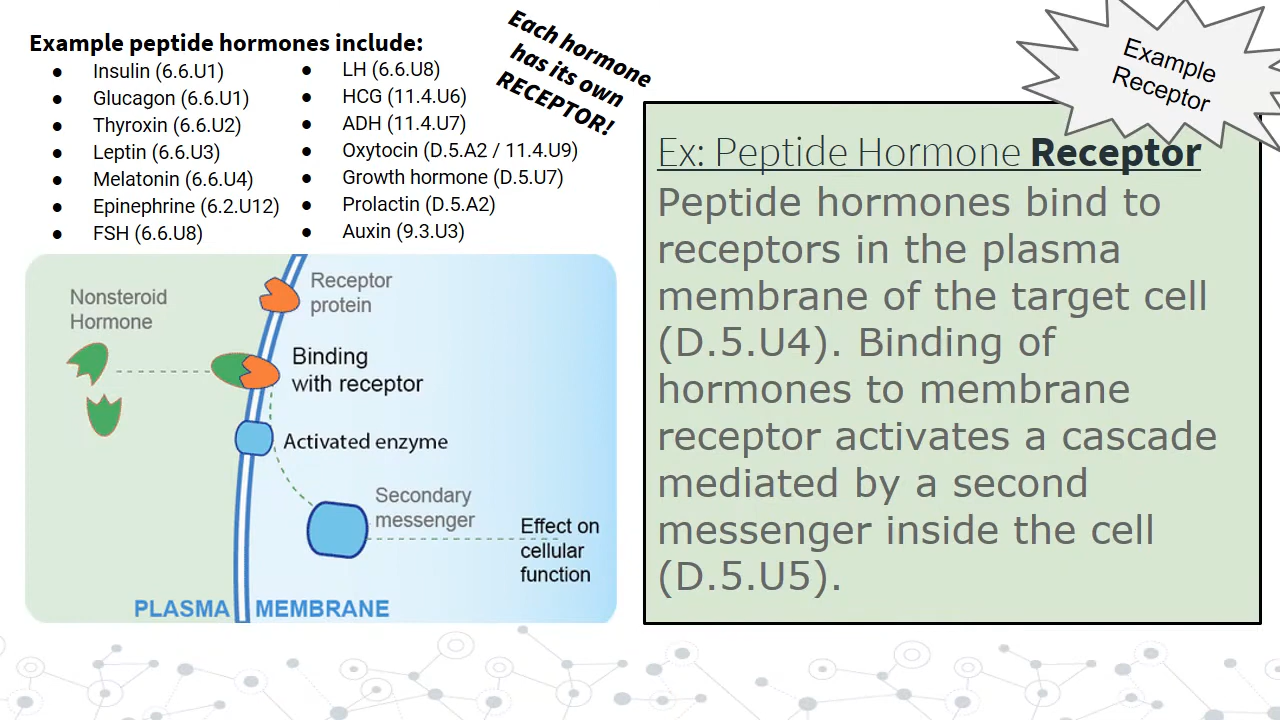 Example peptide hormones include:
● Insulin (6.6.U1)
● Glucagon (6.6.U1)
● Thyroxin (6.6.U2)
● Leptin (6.6.U3)
● Melatonin (6.6.U4)
● Epinephrine (6.2.U12)
● FSH (6.6.U8)
● LH (6.6.U8)
● HCG (11.4.U6)
● ADH (11.4.U7)
● Oxytocin (D.5.A2 / 11.4.U9)
● Growth hormone (D.5.U7)
● Prolactin (D.5.A2)
● Auxin (9.3.U3)
Each hormone
has its own
RECEPTOR!
Example
Receptor
Ex: Peptide Hormone Receptor
Peptide hormones bind to
receptors in the plasma
membrane of the target cell
(D.5.U4). Binding of
hormones to membrane
receptor activates a cascade
mediated by a second
messenger inside the cell
(D.5.U5).
Nonsteroid
Hormone
Receptor
protein
Binding
with receptor
Activated enzyme
Secondary
messenger
Effect on
cellular
function
PLASMA MEMBRANE